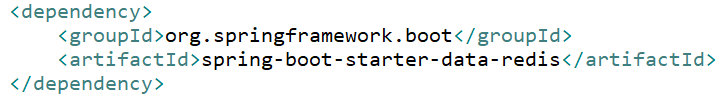 <dependency>
    <groupId>org.springframework.boot</groupId>
    <artifactId>spring-boot-starter-data-redis</artifactId>
</dependency>